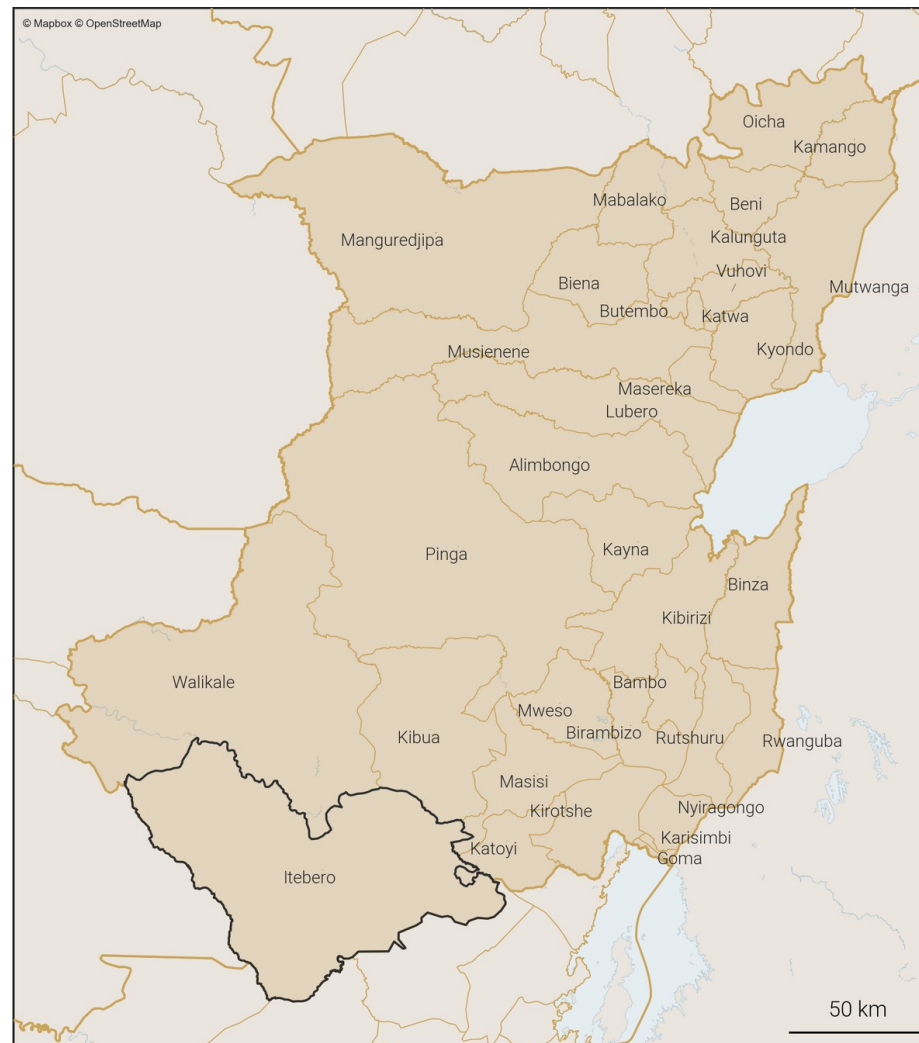 © Mapbox © OpenStreetMap
Oicha
Kamango
Mabalako
Beni
Manguredjipa
Kalunguta
Vuhovi
Biena
Mutwanga
Butembo
Katwa
Musienene
Kyondo
Masereka
Lubero
Alimbongo
Kayna
Pinga
Binza
Kibirizi
Walikale
Bambo
Mweso
Birambizo
Kibua
Rutshuru
Rwanguba
Masisi
Kirotshe
Nyiragongo
Karisimbi
Katoyi
Goma
Itebero
50 km